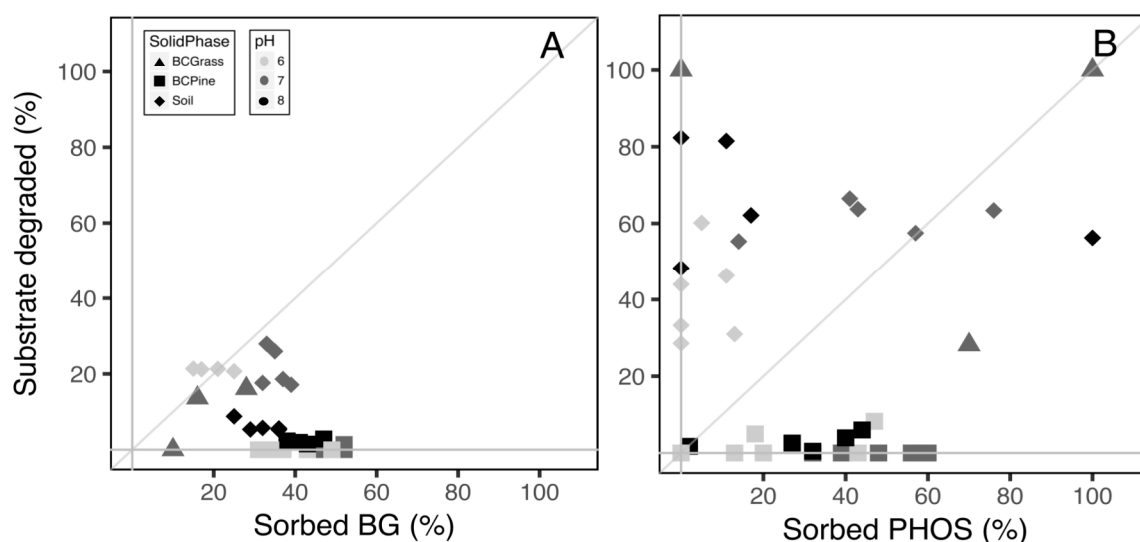 A
B
SolidPhase
BCGrass
BCPine
Soil
pH
6
7
8
Substrate degraded (%)
100
80
60
40
20
20 40 60 80 100
Sorbed BG (%)
100
80
60
40
20
20 40 60 80 100
Sorbed PHOS (%)